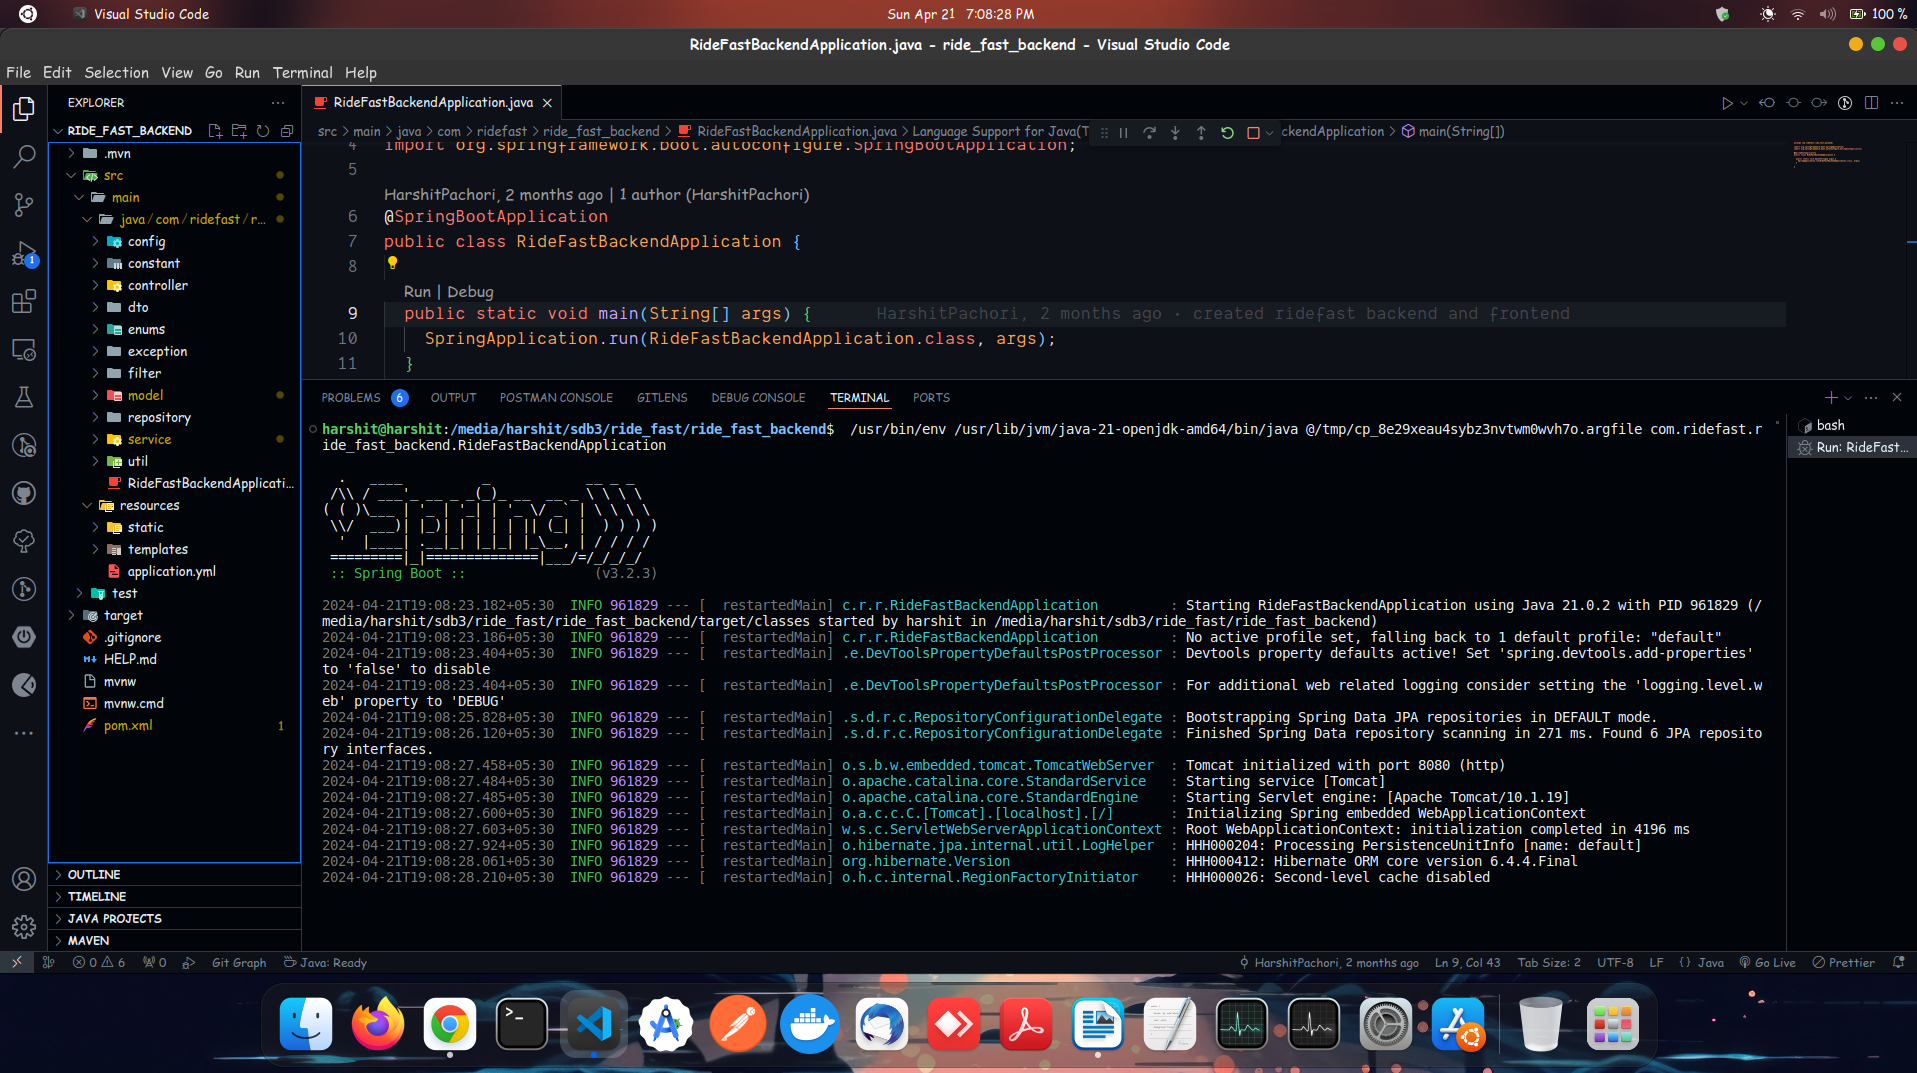 Visual Studio Code
Sun Apr 21 7:08:28 PM
100 %
RideFastBackendApplication.java - ride_fast_backend - Visual Studio Code
File Edit Selection View Go Run Terminal Help
EXPLORER
RIDE_FAST_BACKEND
.mvn
src
main
java / com / ridefast / r...
config
constant
controller
dto
enums
exception
filter
model
repository
service
util
RideFastBackendApplicati...
resources
static
templates
application.yml
test
target
.gitignore
HELP.md
mvnw
mvnw.cmd
pom.xml 1
OUTLINE
TIMELINE
JAVA PROJECTS
MAVEN
1
RideFastBackendApplication.java
src > main > java > com > ridefast > ride_fast_backend > RideFastBackendApplication.java > Language Support for Java(T ckendApplication > main(String[])
4 import org.springframework.boot.autoconfigure.SpringBootApplication;
5
HarshitPachori, 2 months ago | 1 author (HarshitPachori)
6 @SpringBootApplication
7 public class RideFastBackendApplication {
8
Run | Debug
9 public static void main(String[] args) { HarshitPachori, 2 months ago · created ridefast backend and frontend
10 SpringApplication.run(RideFastBackendApplication.class, args);
11 }
PROBLEMS 6 OUTPUT POSTMAN CONSOLE GITLENS DEBUG CONSOLE TERMINAL PORTS
bash
Run: RideFast...
harshit@harshit:/media/harshit/sdb3/ride_fast/ride_fast_backend$ /usr/bin/env /usr/lib/jvm/java-21-openjdk-amd64/bin/java @/tmp/cp_8e29xeau4sybz3nvtwm0wvh7o.argfile com.ridefast.r
ide_fast_backend.RideFastBackendApplication
Spring
:: Spring Boot :: (v3.2.3)
2024-04-21T19:08:23.182+05:30 INFO 961829 --- [ restartedMain] c.r.r.RideFastBackendApplication : Starting RideFastBackendApplication using Java 21.0.2 with PID 961829 (/
media/harshit/sdb3/ride_fast/ride_fast_backend/target/classes started by harshit in /media/harshit/sdb3/ride_fast/ride_fast_backend)
2024-04-21T19:08:23.186+05:30 INFO 961829 --- [ restartedMain] c.r.r.RideFastBackendApplication : No active profile set, falling back to 1 default profile: "default"
2024-04-21T19:08:23.404+05:30 INFO 961829 --- [ restartedMain] .e.DevToolsPropertyDefaultsPostProcessor : Devtools property defaults active! Set 'spring.devtools.add-properties'
to 'false' to disable
2024-04-21T19:08:23.404+05:30 INFO 961829 --- [ restartedMain] .e.DevToolsPropertyDefaultsPostProcessor : For additional web related logging consider setting the 'logging.level.w
eb' property to 'DEBUG'
2024-04-21T19:08:25.828+05:30 INFO 961829 --- [ restartedMain] .s.d.r.c.RepositoryConfigurationDelegate : Bootstrapping Spring Data JPA repositories in DEFAULT mode.
2024-04-21T19:08:26.120+05:30 INFO 961829 --- [ restartedMain] .s.d.r.c.RepositoryConfigurationDelegate : Finished Spring Data repository scanning in 271 ms. Found 6 JPA reposito
ry interfaces.
2024-04-21T19:08:27.458+05:30 INFO 961829 --- [ restartedMain] o.s.b.w.embedded.tomcat.TomcatWebServer : Tomcat initialized with port 8080 (http)
2024-04-21T19:08:27.484+05:30 INFO 961829 --- [ restartedMain] o.apache.catalina.core.StandardService : Starting service [Tomcat]
2024-04-21T19:08:27.485+05:30 INFO 961829 --- [ restartedMain] o.apache.catalina.core.StandardEngine : Starting Servlet engine: [Apache Tomcat/10.1.19]
2024-04-21T19:08:27.600+05:30 INFO 961829 --- [ restartedMain] o.a.c.c.C.[Tomcat].[localhost].[/] : Initializing Spring embedded WebApplicationContext
2024-04-21T19:08:27.603+05:30 INFO 961829 --- [ restartedMain] w.s.c.ServletWebServerApplicationContext : Root WebApplicationContext: initialization completed in 4196 ms
2024-04-21T19:08:27.924+05:30 INFO 961829 --- [ restartedMain] o.hibernate.jpa.internal.util.LogHelper : HHH000204: Processing PersistenceUnitInfo [name: default]
2024-04-21T19:08:28.061+05:30 INFO 961829 --- [ restartedMain] org.hibernate.Version : HHH000412: Hibernate ORM core version 6.4.4.Final
2024-04-21T19:08:28.210+05:30 INFO 961829 --- [ restartedMain] o.h.c.internal.RegionFactoryInitiator : HHH000026: Second-level cache disabled
0 6 0 Git Graph Java: Ready HarshitPachori, 2 months ago Ln 9, Col 43 Tab Size: 2 UTF-8 LF {} Java Go Live Prettier